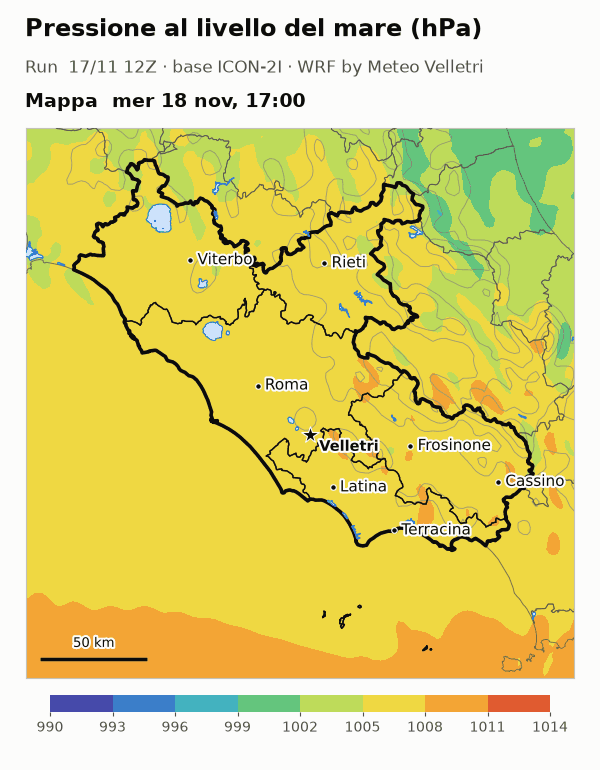 Pressione al livello del mare (hPa)
Run  17/11 12Z · base ICON-2I · WRF by Meteo Velletri
Mappa  mer 18 nov, 17:00
Viterbo
Rieti
Roma
Velletri
Frosinone
Cassino
Latina
Terracina
50 km
990 993 996 999 1002 1005 1008 1011 1014